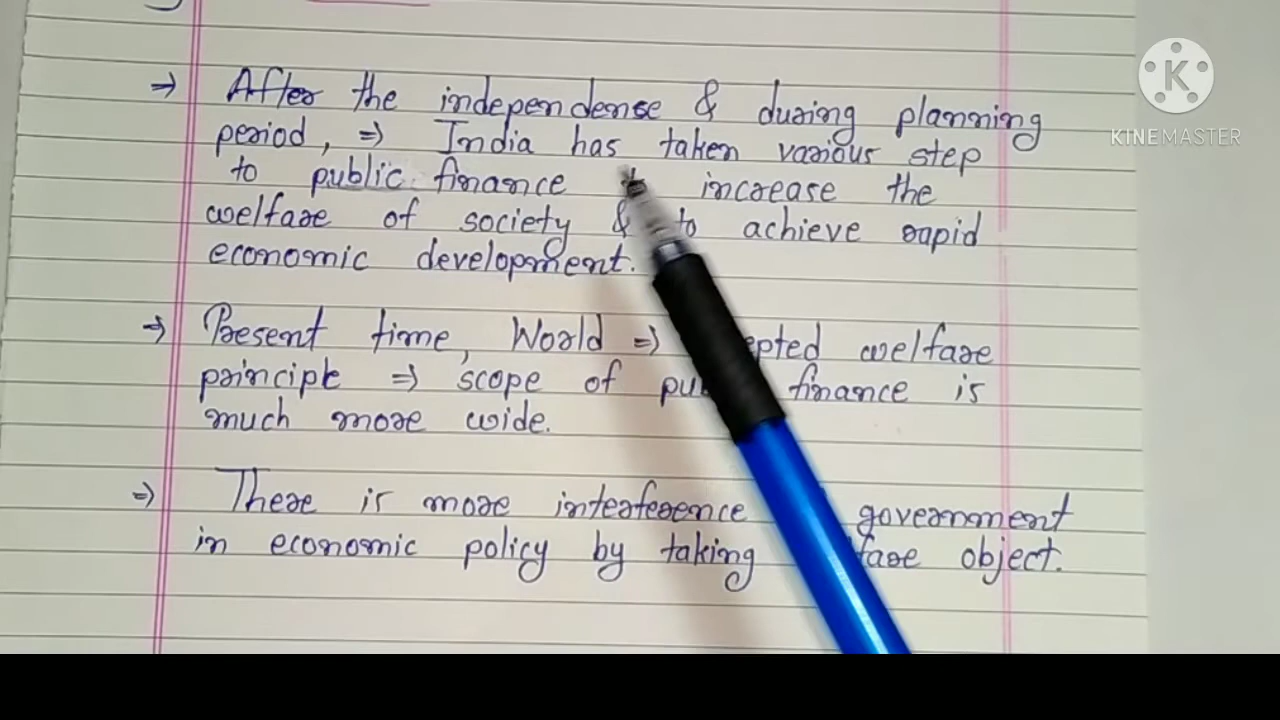 ⇒ After the independense & during planning
period, ⇒ India has taken various step
to public finance increase the
welfare of society & to achieve rapid
economic development.
⇒ Present time, World ⇒ epted welfare
principle ⇒ scope of pu finance is
much more wide.
⇒ There is more interference government
in economic policy by taking fare object.
KINEMASTER